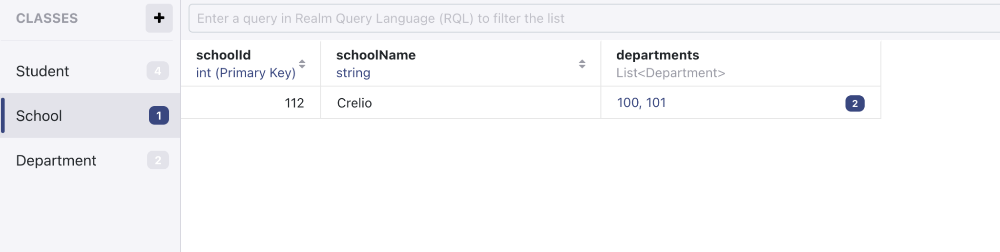 CLASSES
Student 4
School 1
Department 2
Enter a query in Realm Query Language (RQL) to filter the list
schoolId schoolName departments
int (Primary Key) string List<Department>
112 Crelio 100, 101 2